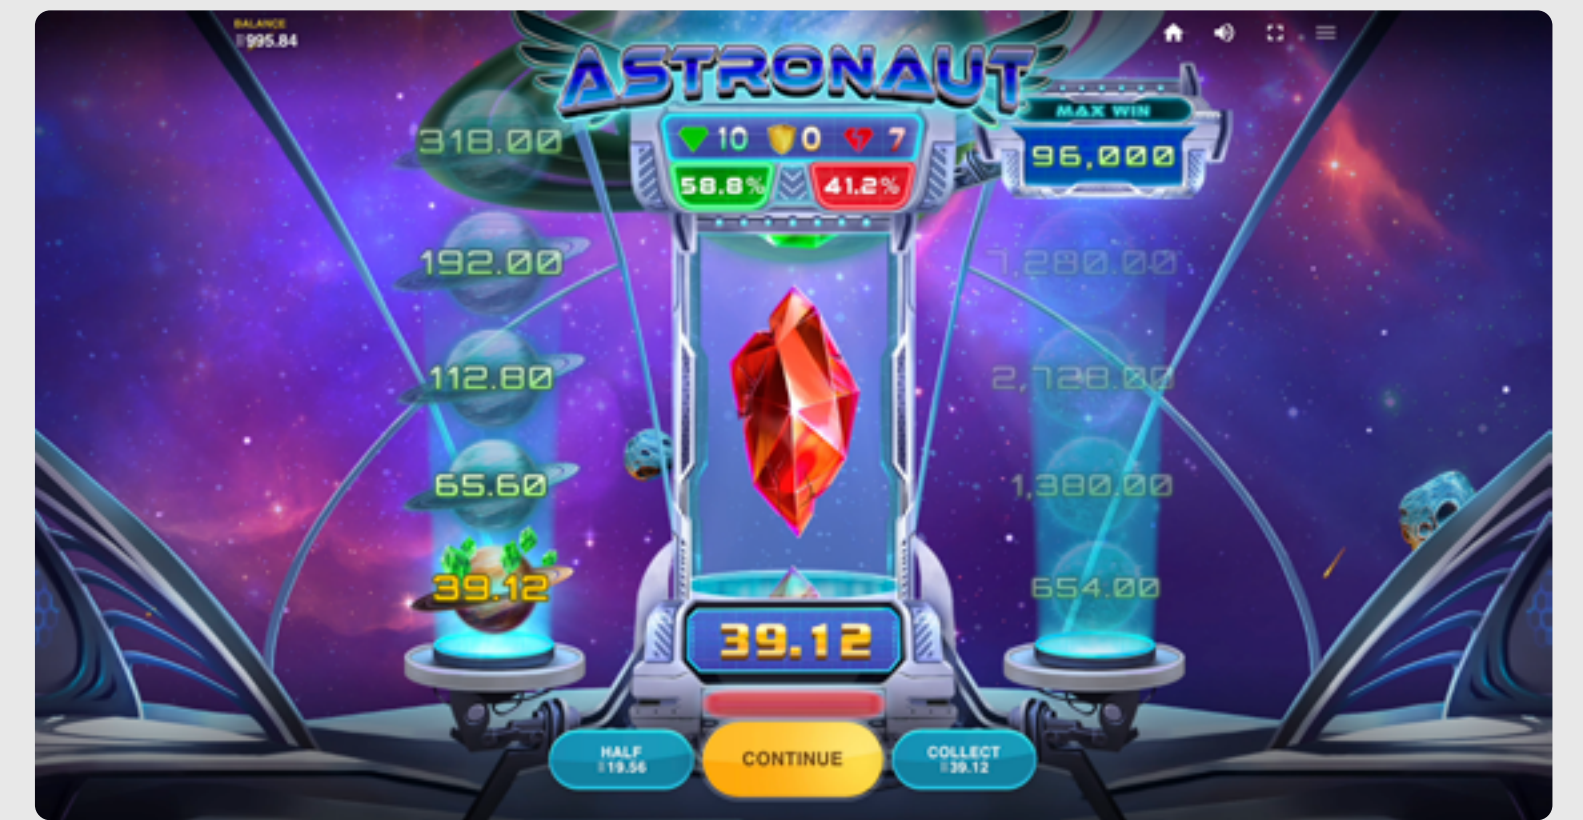 BALANCE
995.84
ASTRONAUT
MAX WIN
96,000
10 0 7
58.8% 41.2%
318.00
192.00
112.80
65.60
39.12
7,280.00
2,728.00
1,380.00
654.00
39.12
HALF
19.56
CONTINUE
COLLECT
39.12